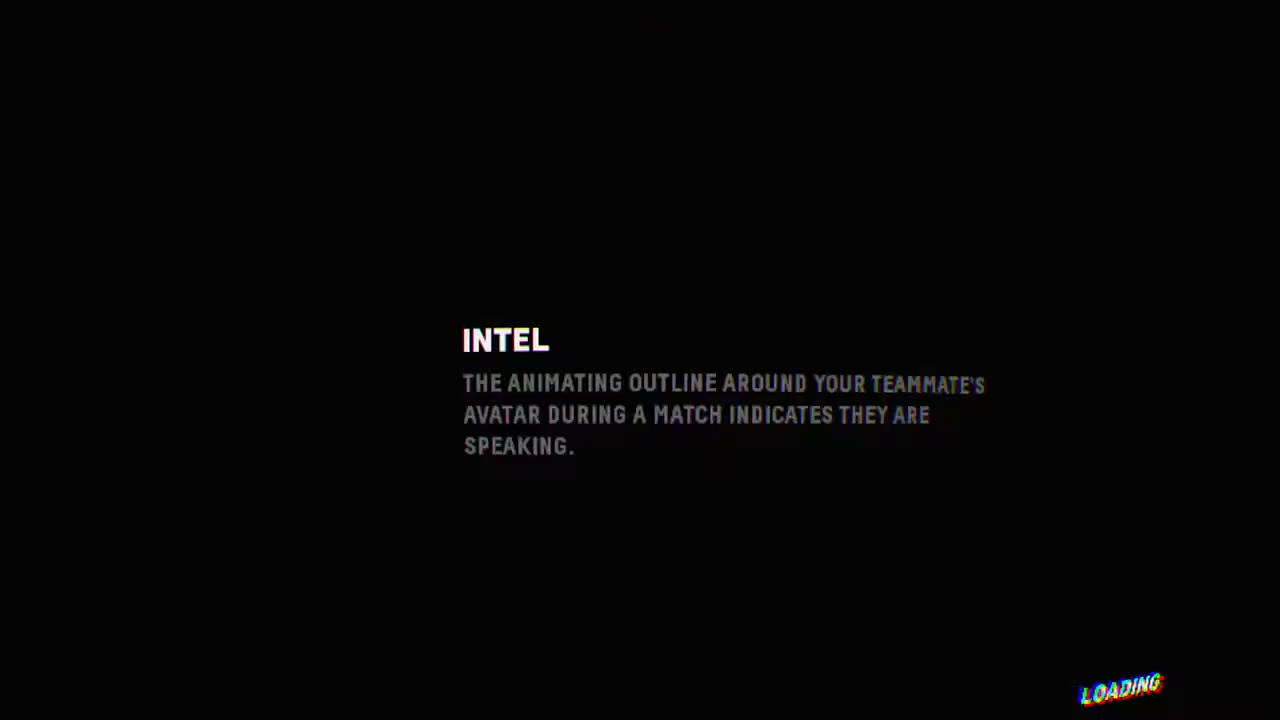 INTEL
THE ANIMATING OUTLINE AROUND YOUR TEAMMATE'S
AVATAR DURING A MATCH INDICATES THEY ARE
SPEAKING.
LOADING